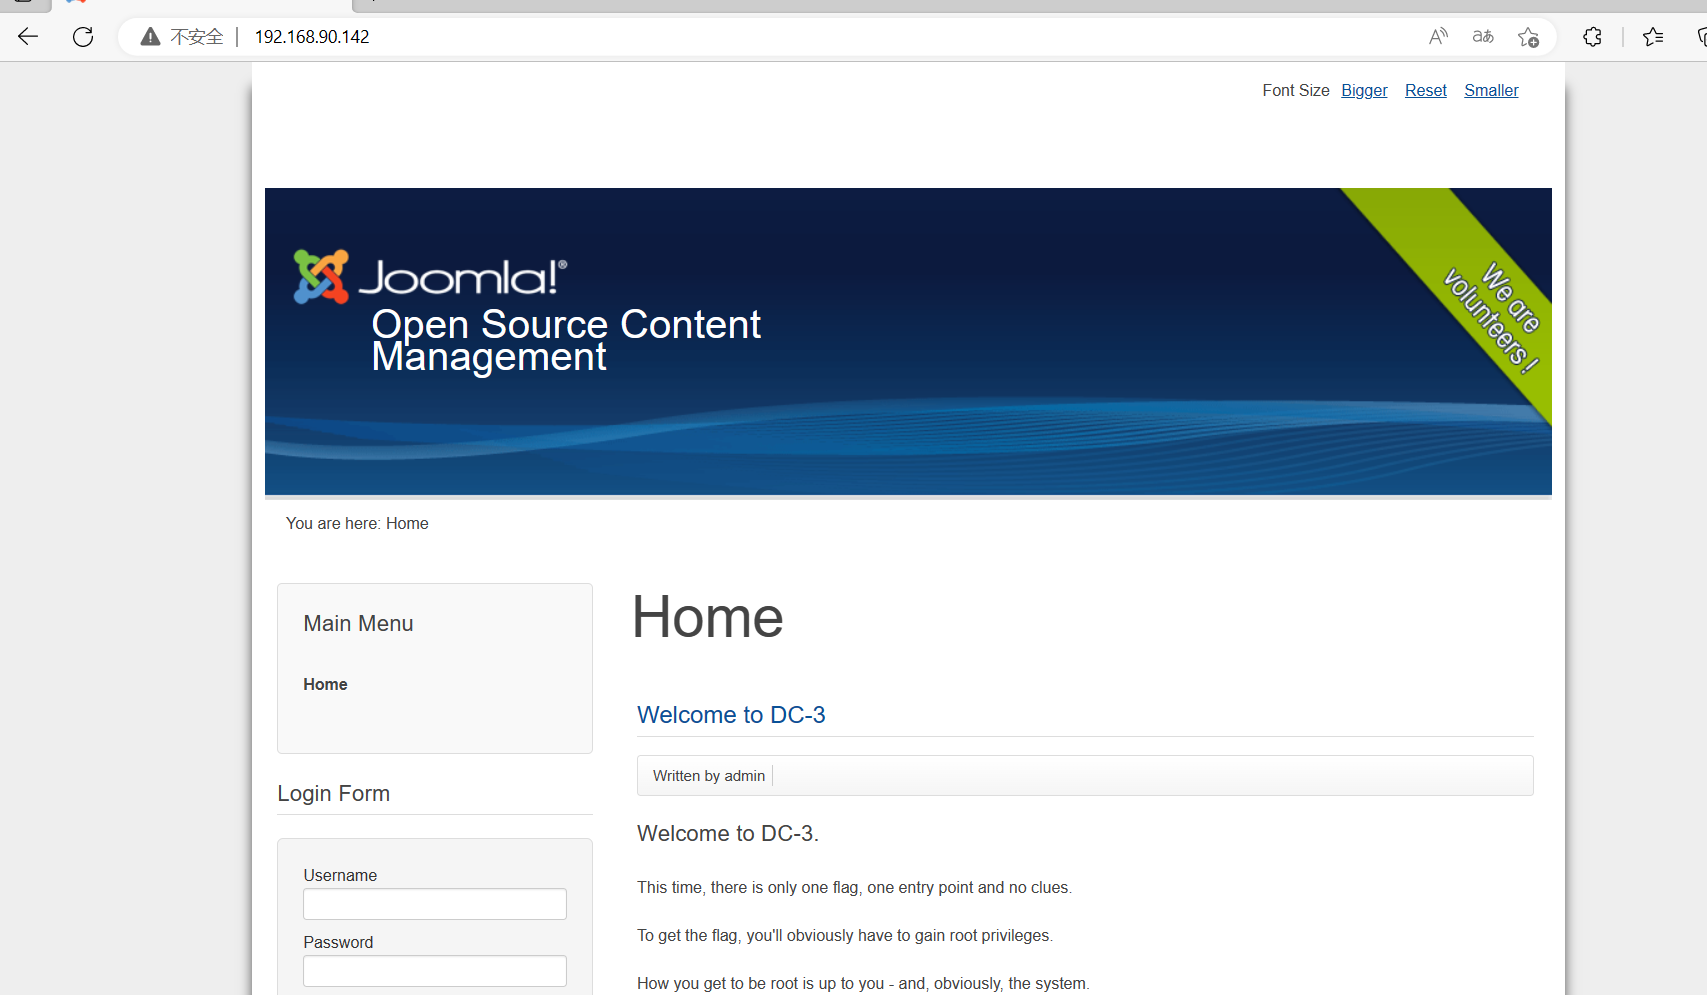 不安全 192.168.90.142
Font Size Bigger Reset Smaller
Joomla!®
Open Source Content
Management
We are
volunteers!
You are here: Home
Main Menu
Home
Login Form
Username
Password
Home
Welcome to DC-3
Written by admin
Welcome to DC-3.
This time, there is only one flag, one entry point and no clues.
To get the flag, you'll obviously have to gain root privileges.
How you get to be root is up to you - and, obviously, the system.